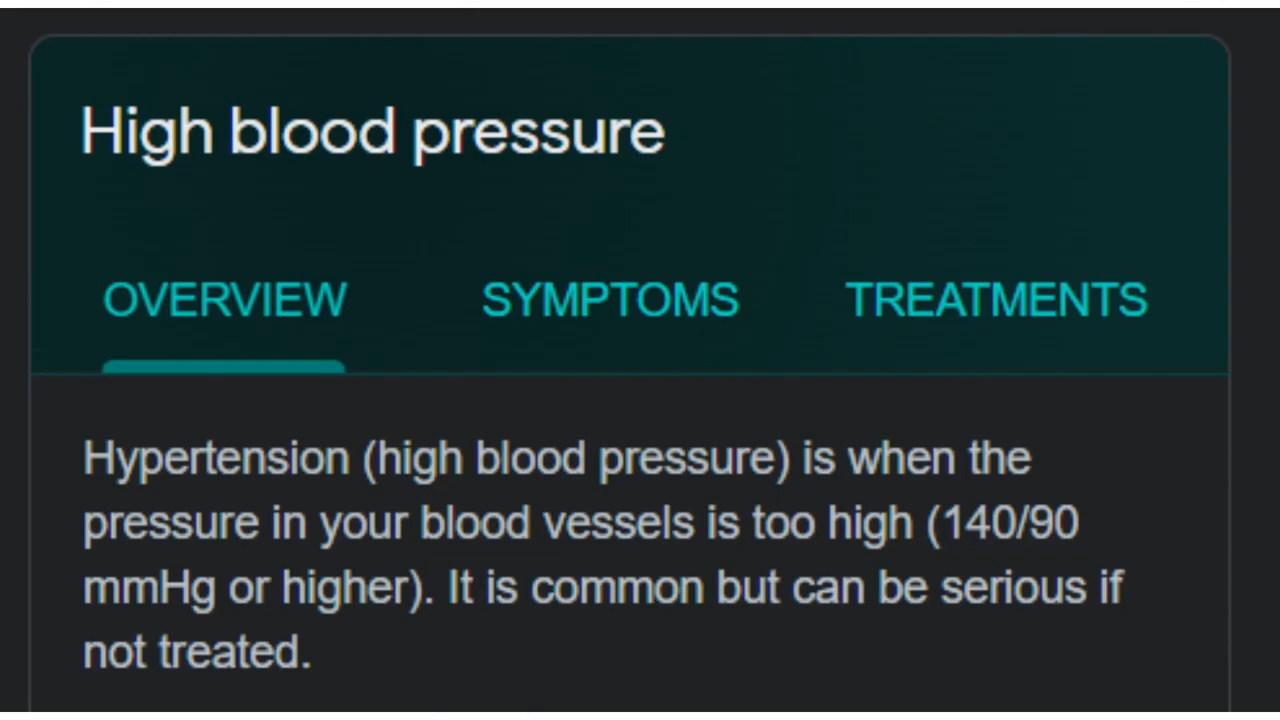 High blood pressure
OVERVIEW SYMPTOMS TREATMENTS
Hypertension (high blood pressure) is when the
pressure in your blood vessels is too high (140/90
mmHg or higher). It is common but can be serious if
not treated.